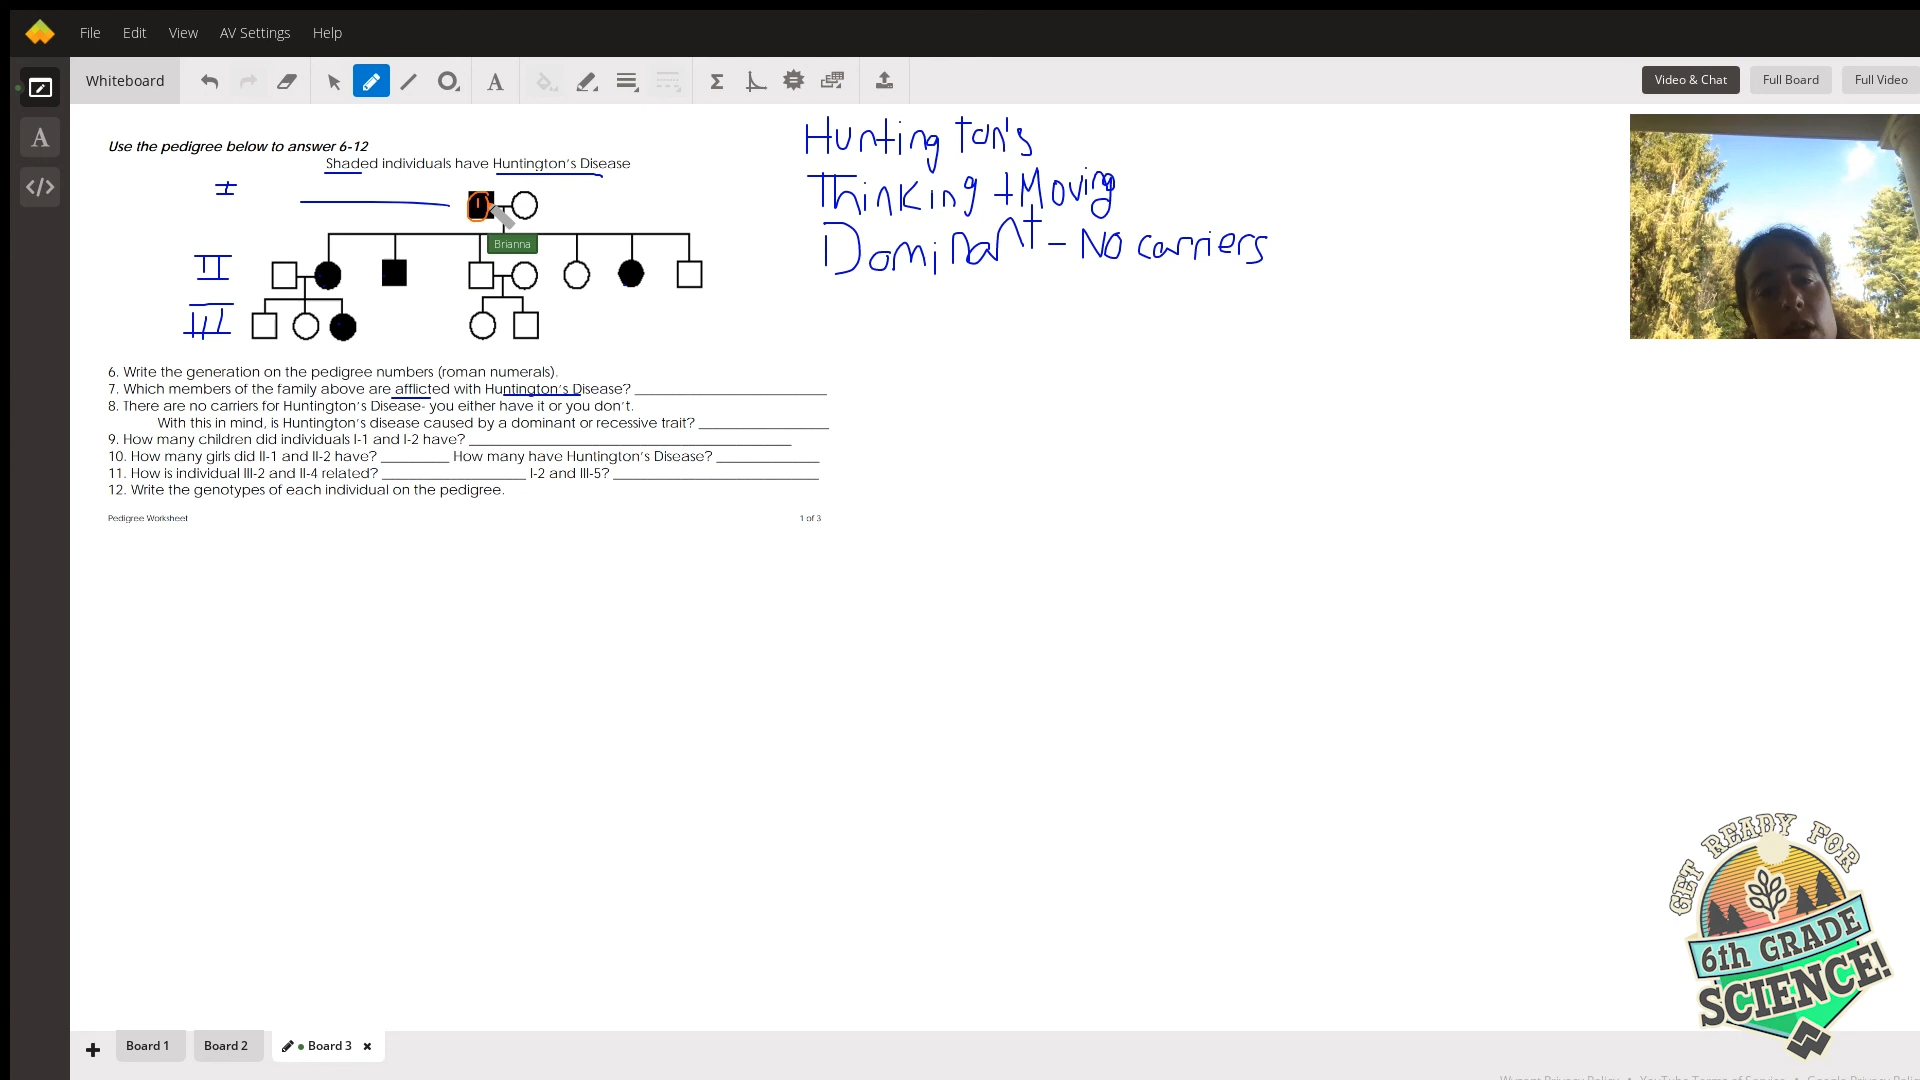 File Edit View AV Settings Help
Whiteboard
Video & Chat Full Board Full Video
Use the pedigree below to answer 6-12
Shaded individuals have Huntington's Disease
I
II
III
Brianna
Huntington's
Thinking + Moving
Dominant - No carriers
6. Write the generation on the pedigree numbers (roman numerals).
7. Which members of the family above are afflicted with Huntington's Disease? ____________
8. There are no carriers for Huntington's Disease- you either have it or you don't.
With this in mind, is Huntington's disease caused by a dominant or recessive trait? ____________
9. How many children did individuals I-1 and I-2 have? ____________
10. How many girls did II-1 and II-2 have? ________ How many have Huntington's Disease? ____________
11. How is individual III-2 and II-4 related? ____________ I-2 and III-5? ____________
12. Write the genotypes of each individual on the pedigree.
Pedigree Worksheet 1 of 3
GET READY FOR
6th GRADE
SCIENCE!
Board 1 Board 2 Board 3